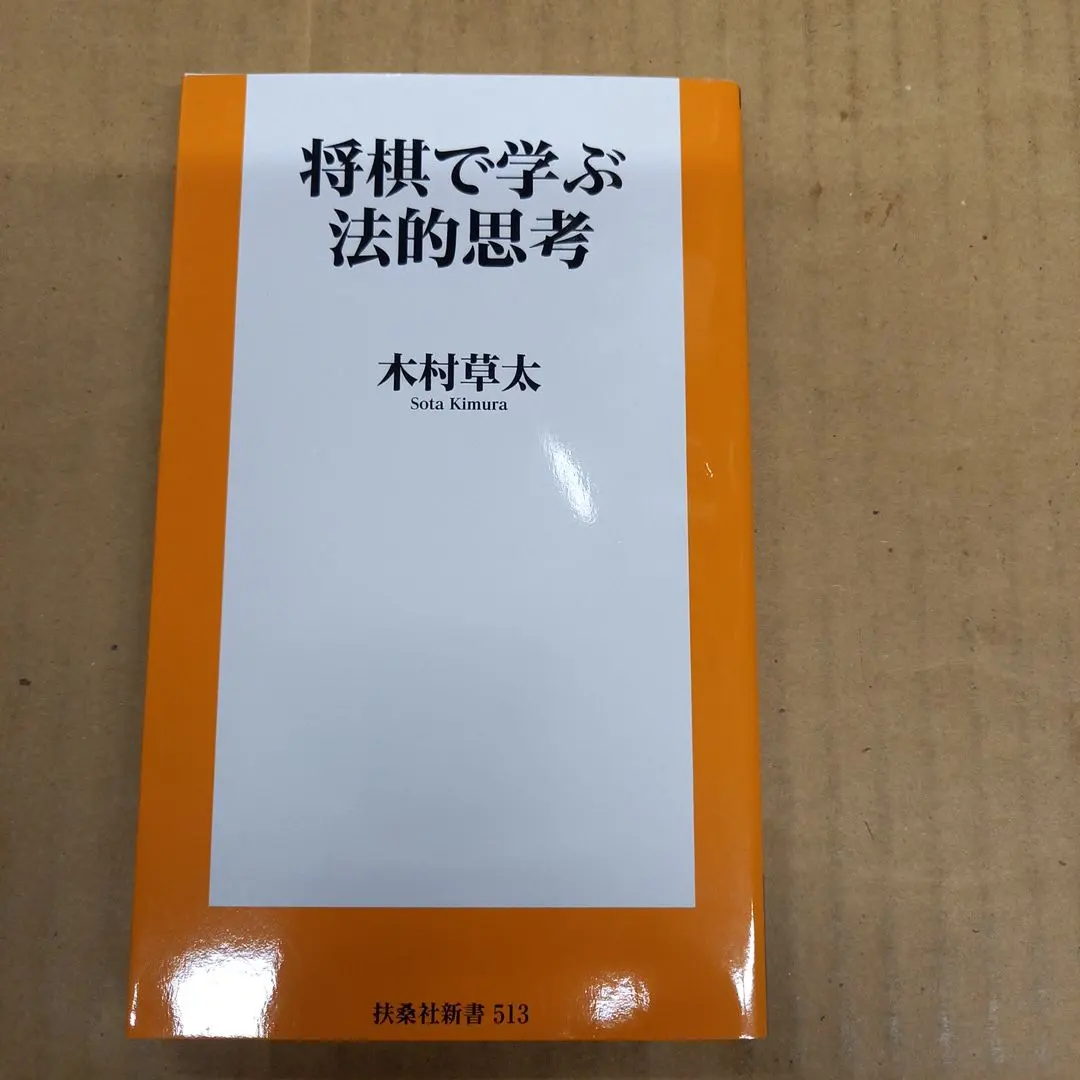 将棋で学ぶ
法的思考
木村草太
Sota Kimura
扶桑社新書 513